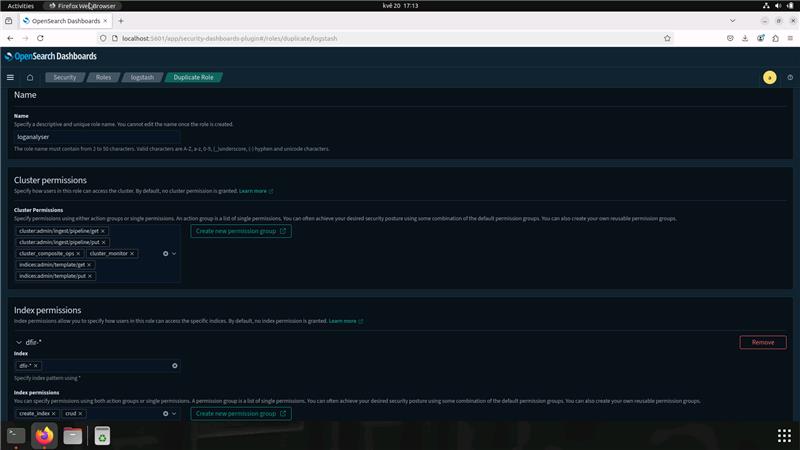 Activities
Firefox Web Browser
kvě 20 17:13
OpenSearch Dashboards
localhost:5601/app/security-dashboards-plugin#/roles/duplicate/logstash
OpenSearch Dashboards
Security
Roles
logstash
Duplicate Role
a
Name
Name
Specify a descriptive and unique role name. You cannot edit the name once the role is created.
loganalyser
The role name must contain from 2 to 50 characters. Valid characters are A-Z, a-z, 0-9, (_)underscore, (-) hyphen and unicode characters.
Cluster permissions
Specify how users in this role can access the cluster. By default, no cluster permission is granted. Learn more
Cluster Permissions
Specify permissions using either action groups or single permissions. An action group is a list of single permissions. You can often achieve your desired security posture using some combination of the default permission groups. You can also create your own reusable permission groups.
cluster:admin/ingest/pipeline/get
cluster:admin/ingest/pipeline/put
cluster_composite_ops
cluster_monitor
indices:admin/template/get
indices:admin/template/put
Create new permission group
Index permissions
Index permissions allow you to specify how users in this role can access the specific indices. By default, no index permission is granted. Learn more
dfir-*
Remove
Index
dfir-*
Specify index pattern using *
Index permissions
You can specify permissions using both action groups or single permissions. A permission group is a list of single permissions. You can often achieve your desired security posture using some combination of the default permission groups. You can also create your own reusable permission groups.
create_index
crud
Create new permission group